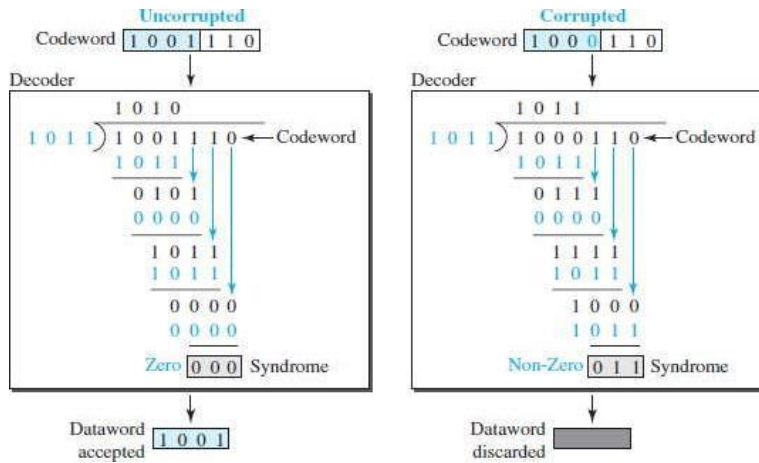 Uncorrupted
Codeword 1 0 0 1 1 1 0
Decoder
1 0 1 0
1 0 1 1 ) 1 0 0 1 1 1 0 Codeword
1 0 1 1
0 1 0 1
0 0 0 0
1 0 1 1
1 0 1 1
0 0 0 0
0 0 0 0
Zero 0 0 0 Syndrome
Dataword
accepted
1 0 0 1
Corrupted
Codeword 1 0 0 0 1 1 0
Decoder
1 0 1 1
1 0 1 1 ) 1 0 0 0 1 1 0 Codeword
1 0 1 1
0 1 1 1
0 0 0 0
1 1 1 1
1 0 1 1
1 0 0 0
1 0 1 1
Non-Zero 0 1 1 Syndrome
Dataword
discarded